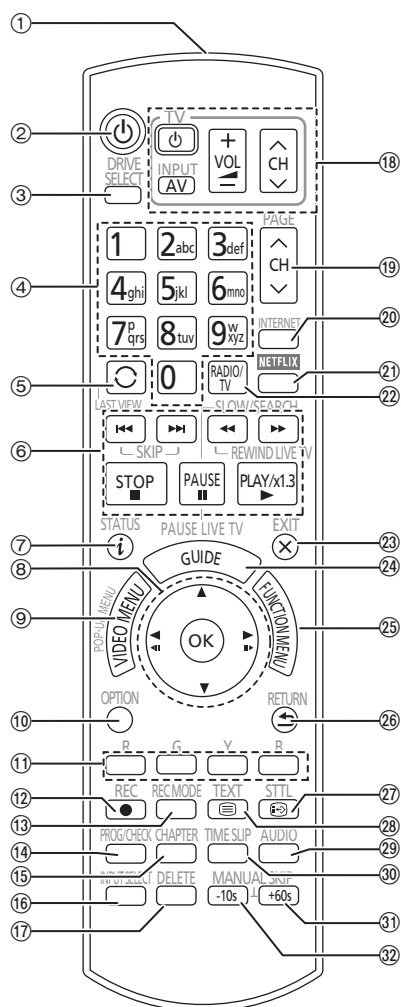 ①
②
TV
DRIVE SELECT
INPUT
AV
+
VOL
−
CH
⑱
③
PAGE
④
1
2abc
3def
CH
⑲
4ghi
5jkl
6mno
INTERNET
⑳
7pqrs
8tuv
9wxyz
NETFLIX
㉑
⑤
0
RADIO/TV
㉒
LAST VIEW
SLOW/SEARCH
⑥
SKIP
REWIND LIVE TV
STOP
PAUSE
PLAY/x1.3
STATUS
PAUSE LIVE TV
EXIT
⑦
i
㉓
⑧
GUIDE
㉔
⑨
POP-UP MENU
VIDEO MENU
OK
FUNCTION MENU
㉕
OPTION
RETURN
⑩
㉖
R
G
Y
B
⑪
⑫
REC
REC MODE
TEXT
STTL
㉗
⑬
㉘
⑭
PROG/CHECK
CHAPTER
TIME SLIP
AUDIO
㉙
⑮
㉚
INPUT SELECT
DELETE
MANUAL SKIP
⑯
-10s
+60s
㉛
⑰
㉜